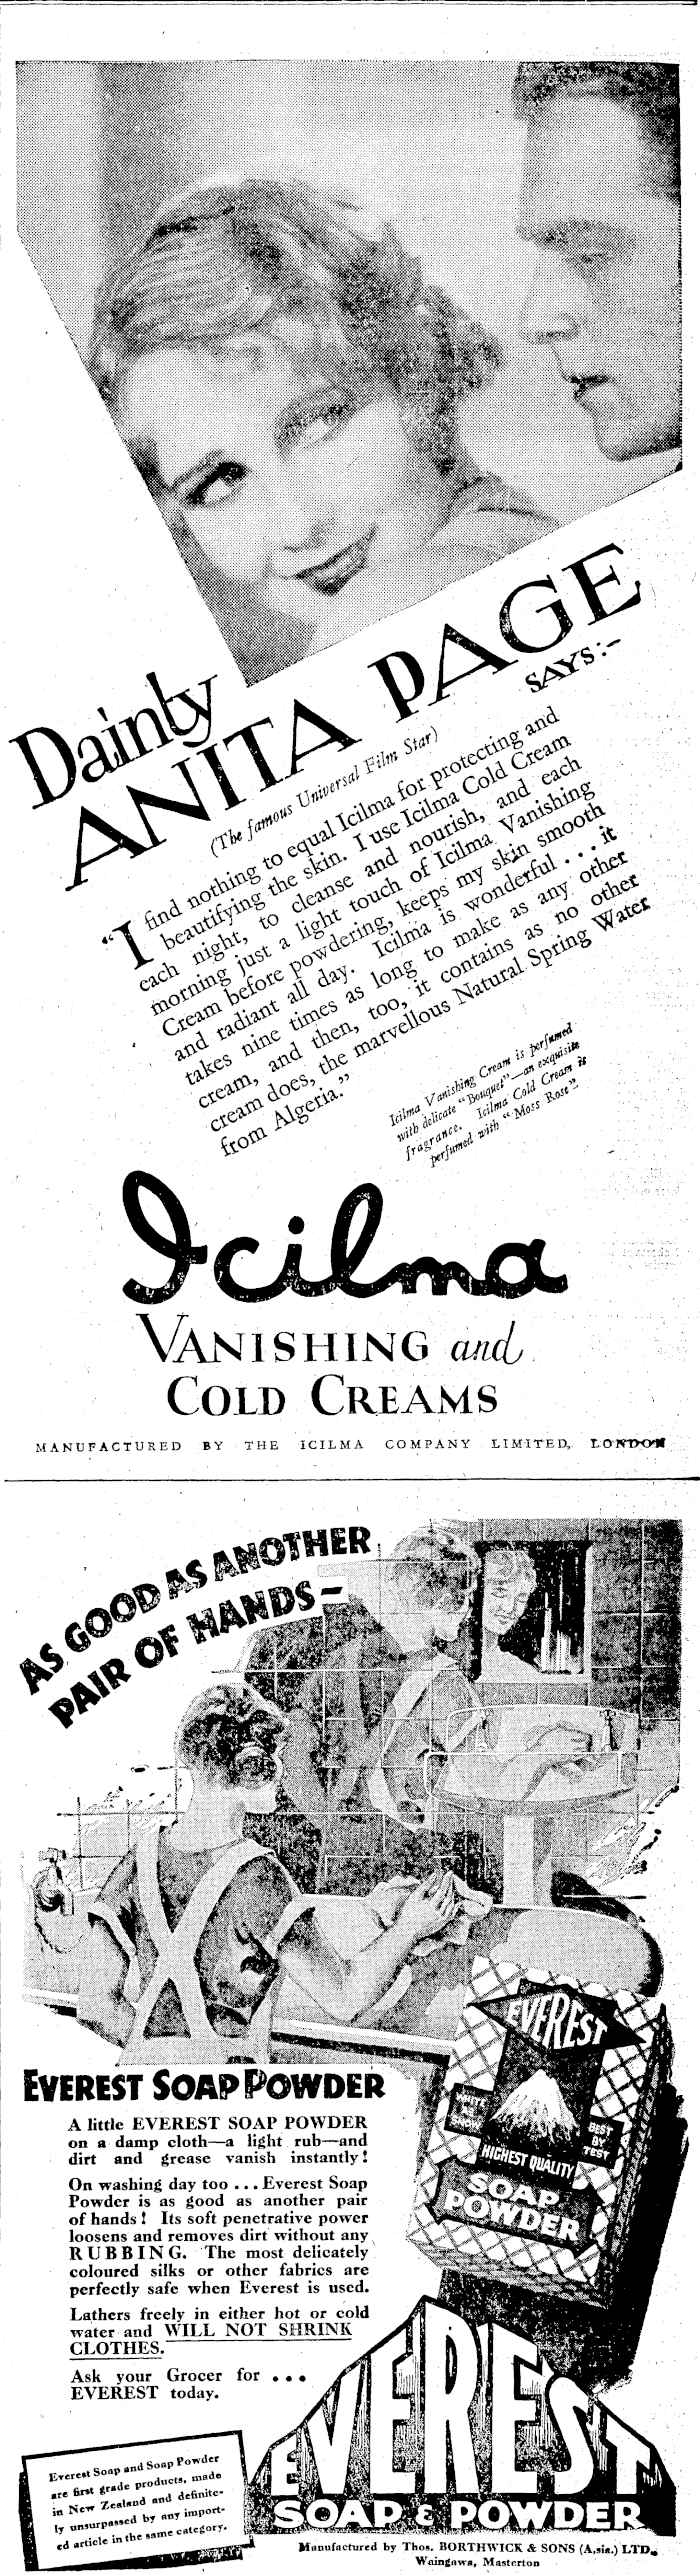 Dainty
ANITA PAGE
SAYS:-
(The famous Universal Film Star)
"I find nothing to equal Icilma for protecting and
beautifying the skin. I use Icilma Cold Cream
each night, to cleanse and nourish, and each
morning just a light touch of Icilma Vanishing
Cream before powdering, keeps my skin smooth
and radiant all day. Icilma is wonderful . . . it
takes nine times as long to make as any other
cream, and then, too, it contains as no other
cream does, the marvellous Natural Spring Water
from Algeria."
Icilma Vanishing Cream is perfumed
with delicate "Bouquet"—an exquisite
fragrance. Icilma Cold Cream is
perfumed with "Moss Rose".
Icilma
VANISHING and
COLD CREAMS
MANUFACTURED BY THE ICILMA COMPANY LIMITED, LONDON
AS GOOD AS ANOTHER
PAIR OF HANDS—
EVEREST
BEST
BY
TEST
HIGHEST QUALITY
SOAP
POWDER
EVEREST SOAP POWDER
A little EVEREST SOAP POWDER
on a damp cloth—a light rub—and
dirt and grease vanish instantly!
On washing day too ... Everest Soap
Powder is as good as another pair
of hands! Its soft penetrative power
loosens and removes dirt without any
RUBBING. The most delicately
coloured silks or other fabrics are
perfectly safe when Everest is used.
Lathers freely in either hot or cold
water and WILL NOT SHRINK
CLOTHES.
Ask your Grocer for ...
EVEREST today.
EVEREST
SOAP & POWDER
Everest Soap and Soap Powder
are first grade products, made
in New Zealand and definite-
ly unsurpassed by any import-
ed article in the same category.
Manufactured by Thos. BORTHWICK & SONS (A.sia.) LTD.
Waingawa, Masterton